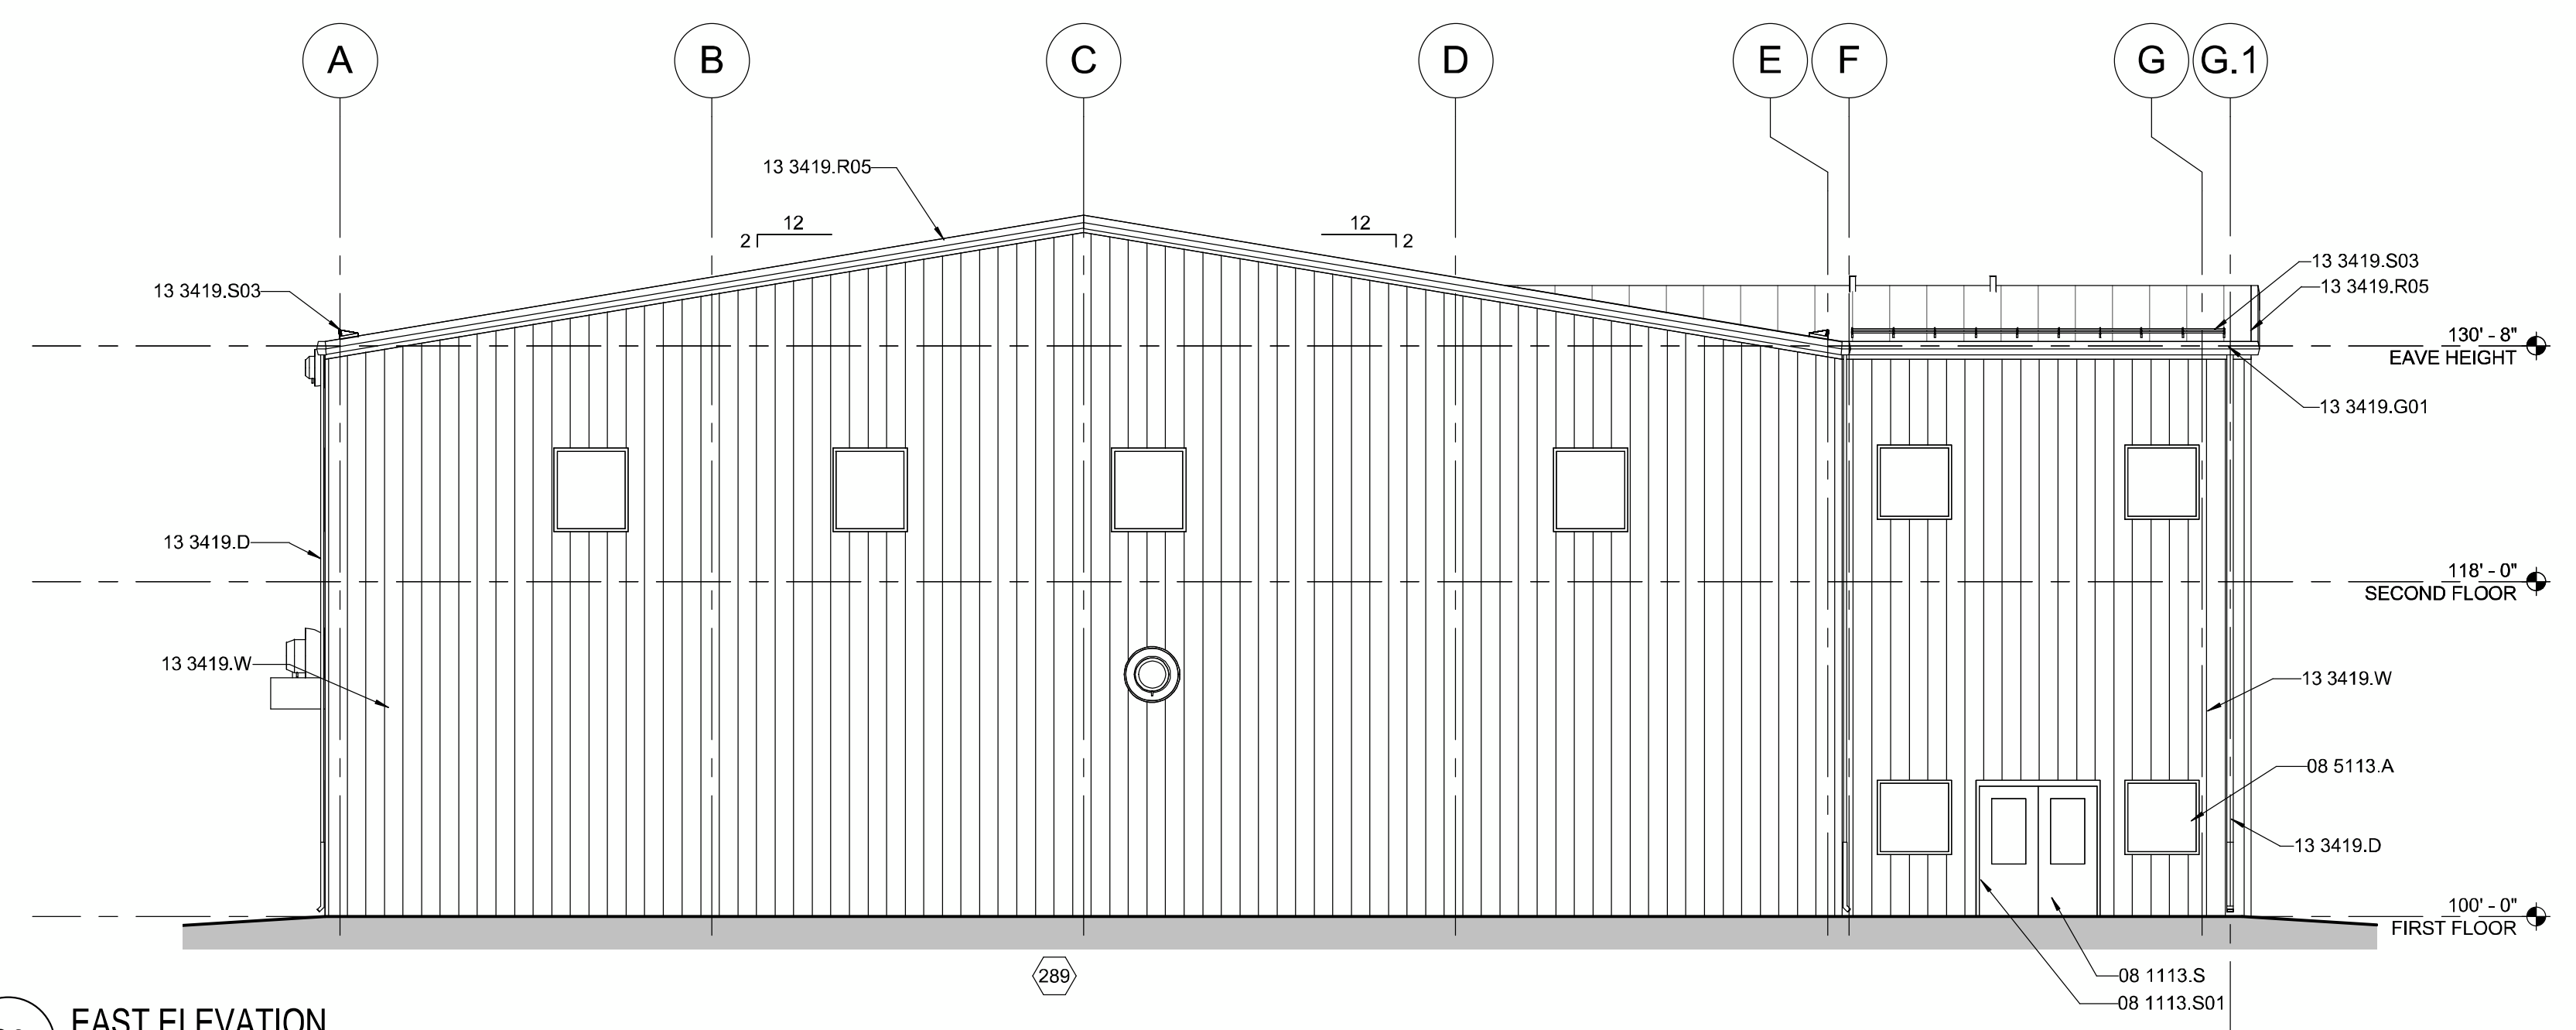 A B C D E F G G.1
13 3419.R05
12
2
12
2
13 3419.S03
13 3419.S03
13 3419.R05
130' - 8"
EAVE HEIGHT
13 3419.G01
13 3419.D
118' - 0"
SECOND FLOOR
13 3419.W
13 3419.W
08 5113.A
13 3419.D
100' - 0"
FIRST FLOOR
289
08 1113.S
08 1113.S01
EAST ELEVATION